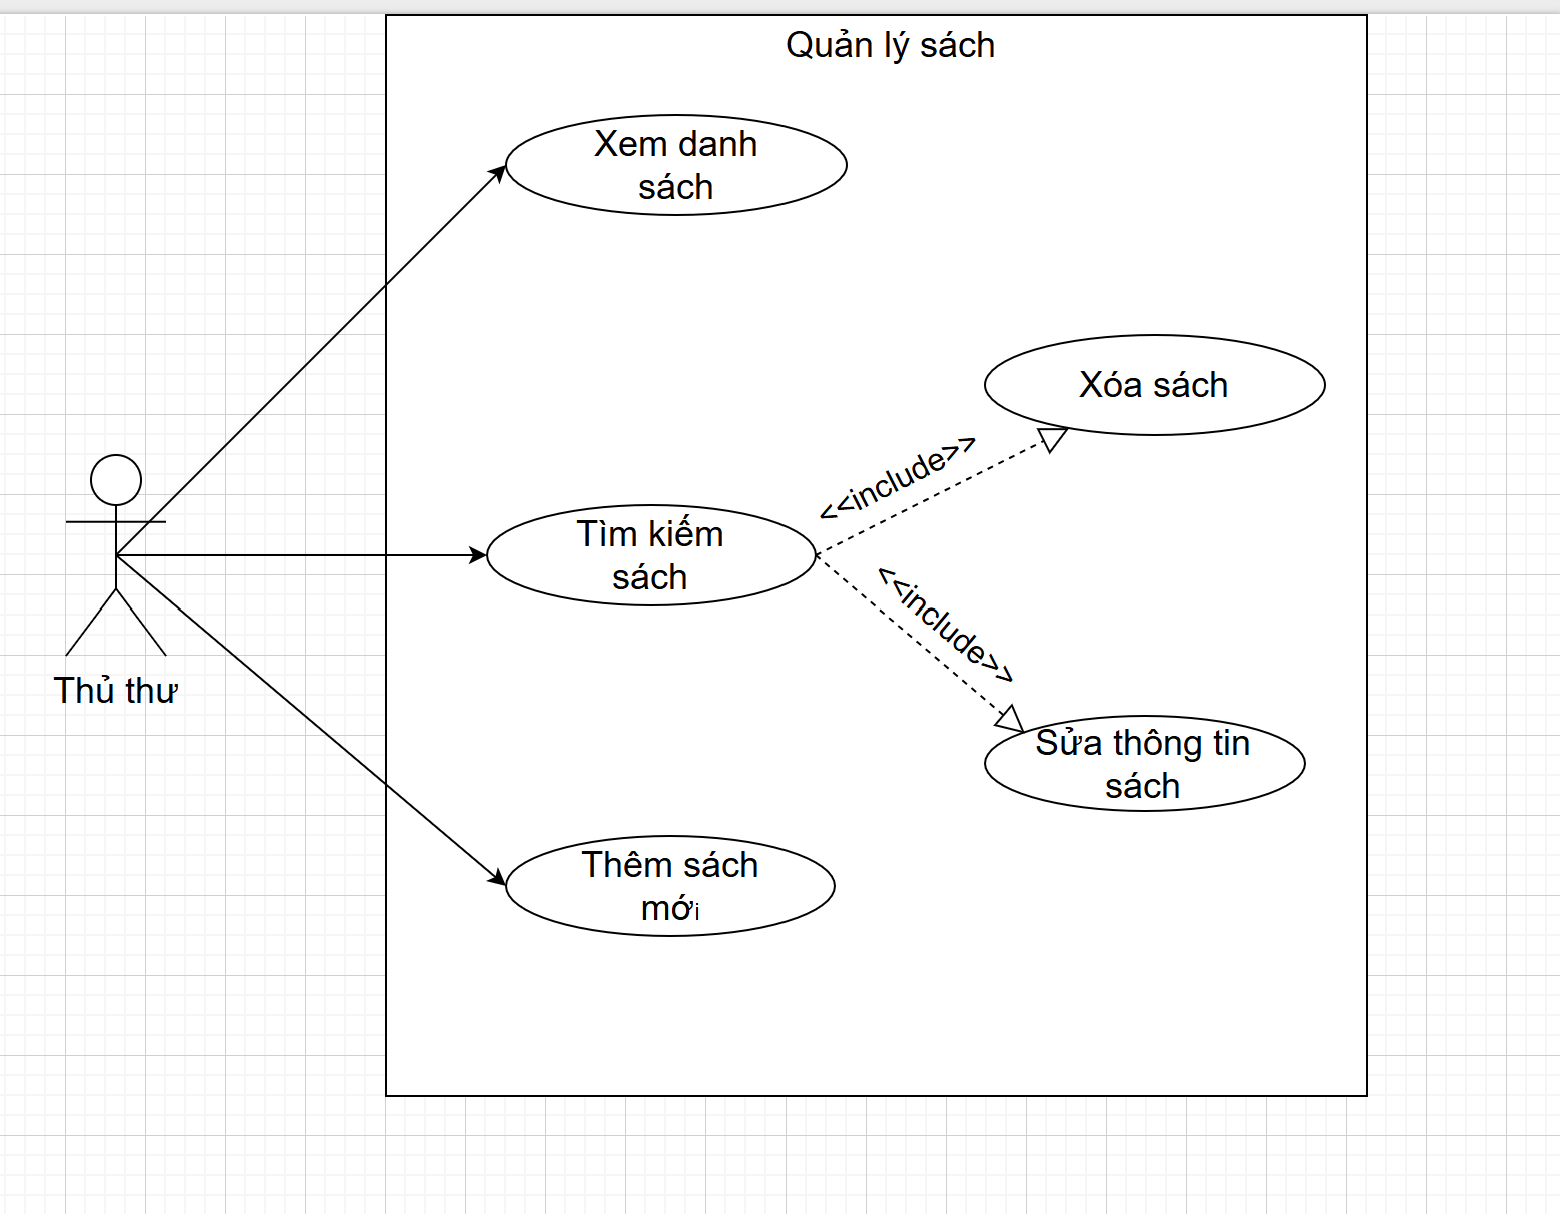 Quản lý sách
Xem danh
sách
Xóa sách
<<include>>
Tìm kiếm
sách
<<include>>
Thủ thư
Sửa thông tin
sách
Thêm sách
mới